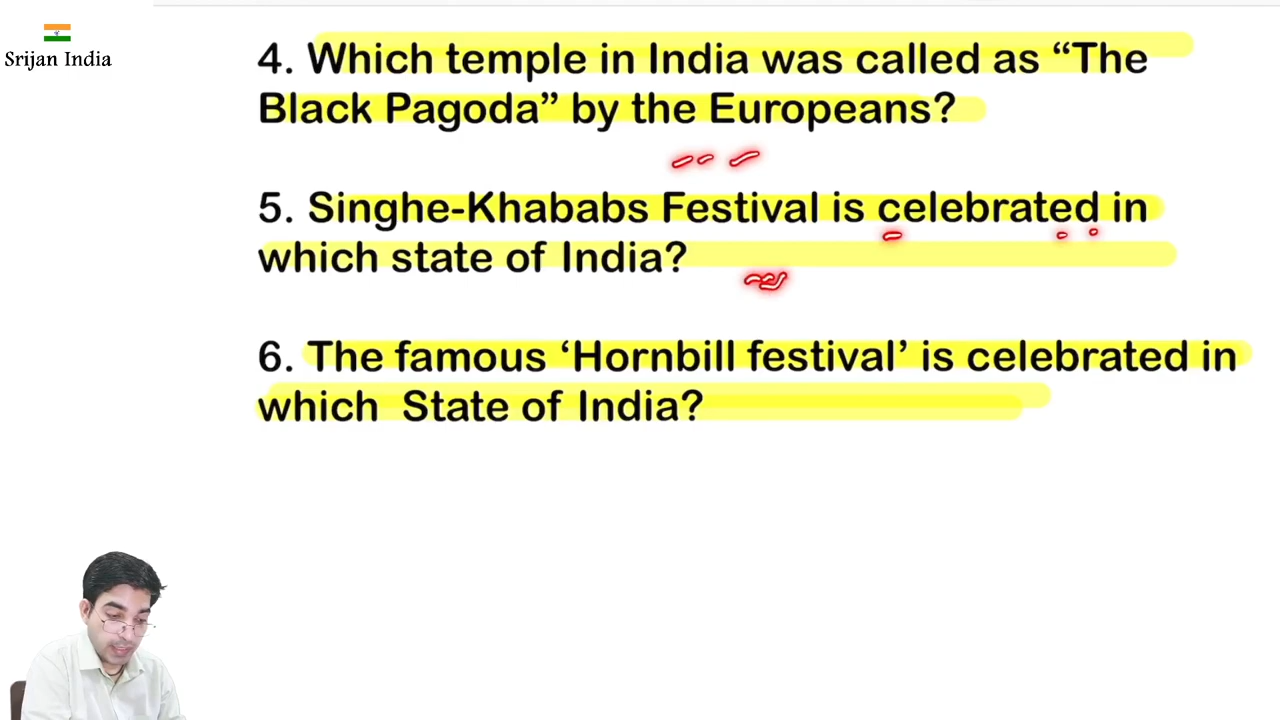 Srijan India
4. Which temple in India was called as “The
Black Pagoda” by the Europeans?
5. Singhe-Khababs Festival is celebrated in
which state of India?
6. The famous ‘Hornbill festival’ is celebrated in
which State of India?